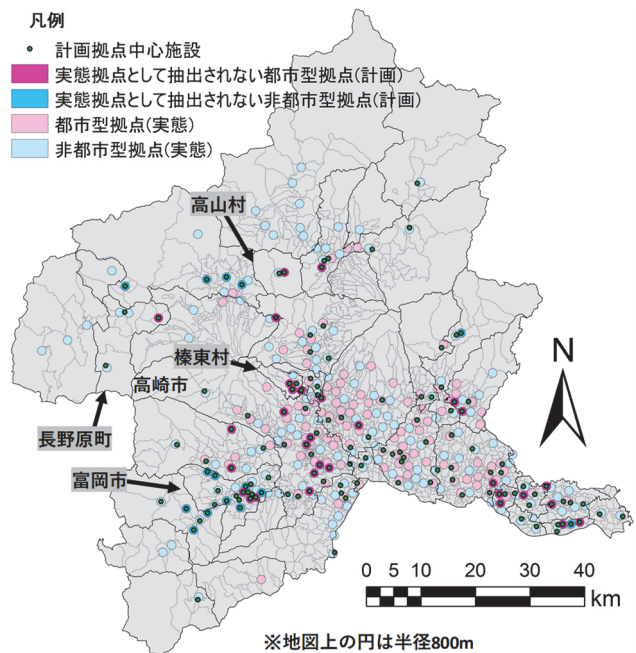 凡例
計画拠点中心施設
実態拠点として抽出されない都市型拠点(計画)
実態拠点として抽出されない非都市型拠点(計画)
都市型拠点(実態)
非都市型拠点(実態)
高山村
榛東村
高崎市
長野原町
富岡市
N
0 5 10 20 30 40
km
※地図上の円は半径800m